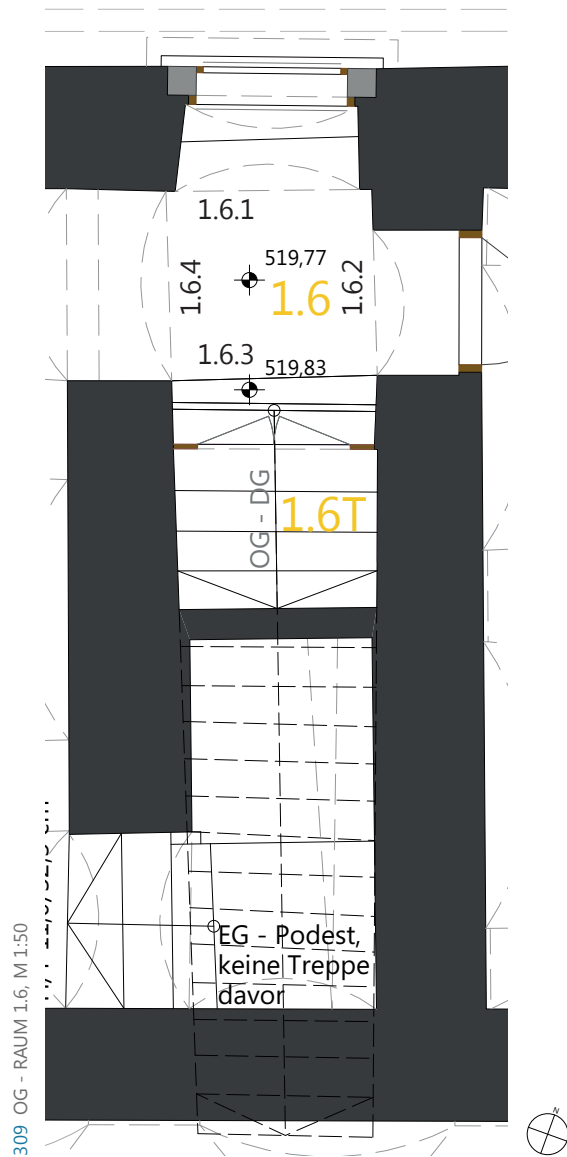 1.6.1
519,77
1.6.4
1.6
1.6.2
1.6.3
519,83
OG - DG
1.6T
EG - Podest,
keine Treppe
davor
309 OG - RAUM 1.6, M 1:50
N